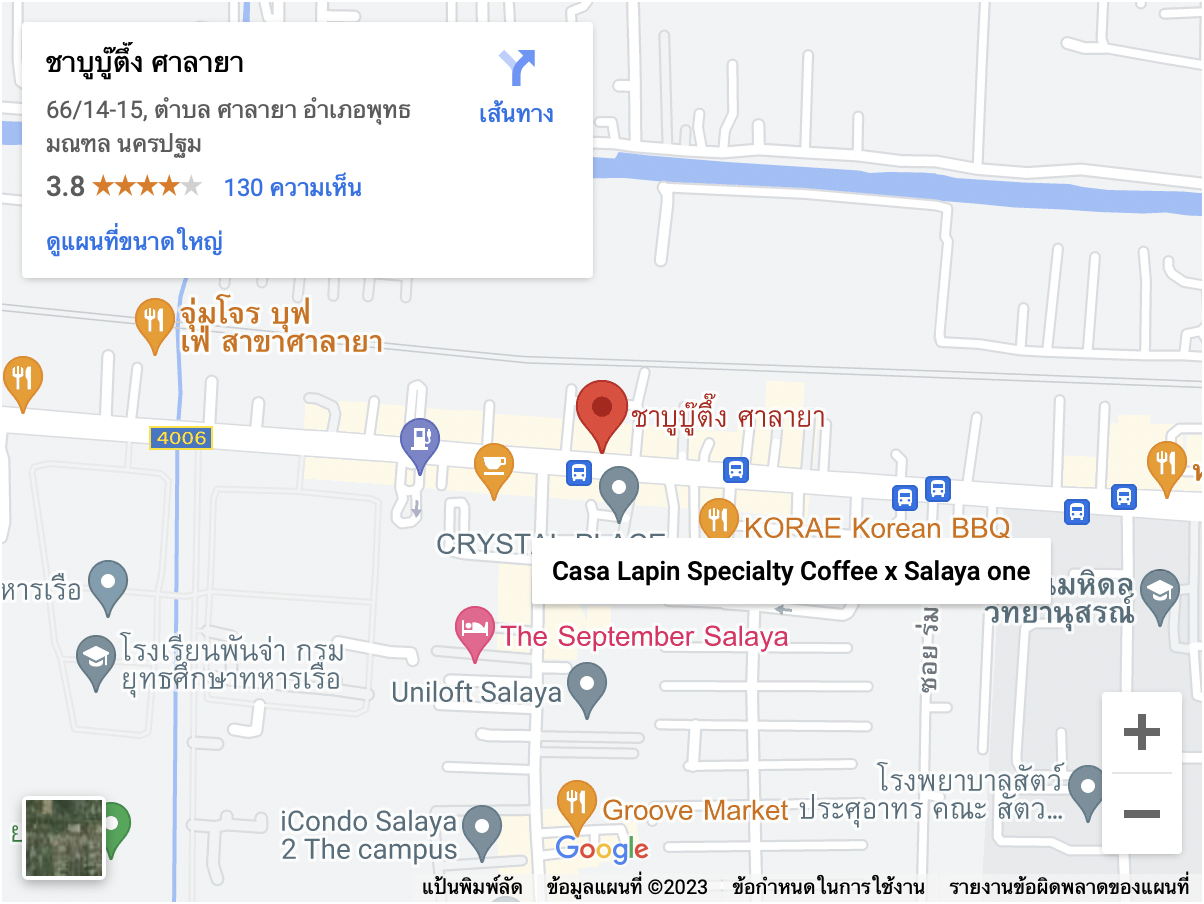 ชาบูบู๊ตึ๊ง ศาลายา
66/14-15, ตำบล ศาลายา อำเภอพุทธ
มณฑล นครปฐม
เส้นทาง
3.8
130 ความเห็น
ดูแผนที่ขนาดใหญ่
จุ่มโจร บุฟ
เฟ่ สาขาศาลายา
ชาบูบู๊ตึ๊ง ศาลายา
4006
KORAE Korean BBQ
CRYSTAL PLACE
Casa Lapin Specialty Coffee x Salaya one
หารเรือ
มหิดล
วิทยานุสรณ์
The September Salaya
โรงเรียนพันจ่า กรม
ยุทธศึกษาทหารเรือ
ซอย ร่ม
Uniloft Salaya
โรงพยาบาลสัตว์
ประศุอาทร คณะ สัตว...
Groove Market
iCondo Salaya
2 The campus
Google
แป้นพิมพ์ลัด
ข้อมูลแผนที่ ©2023
ข้อกำหนดในการใช้งาน
รายงานข้อผิดพลาดของแผนที่